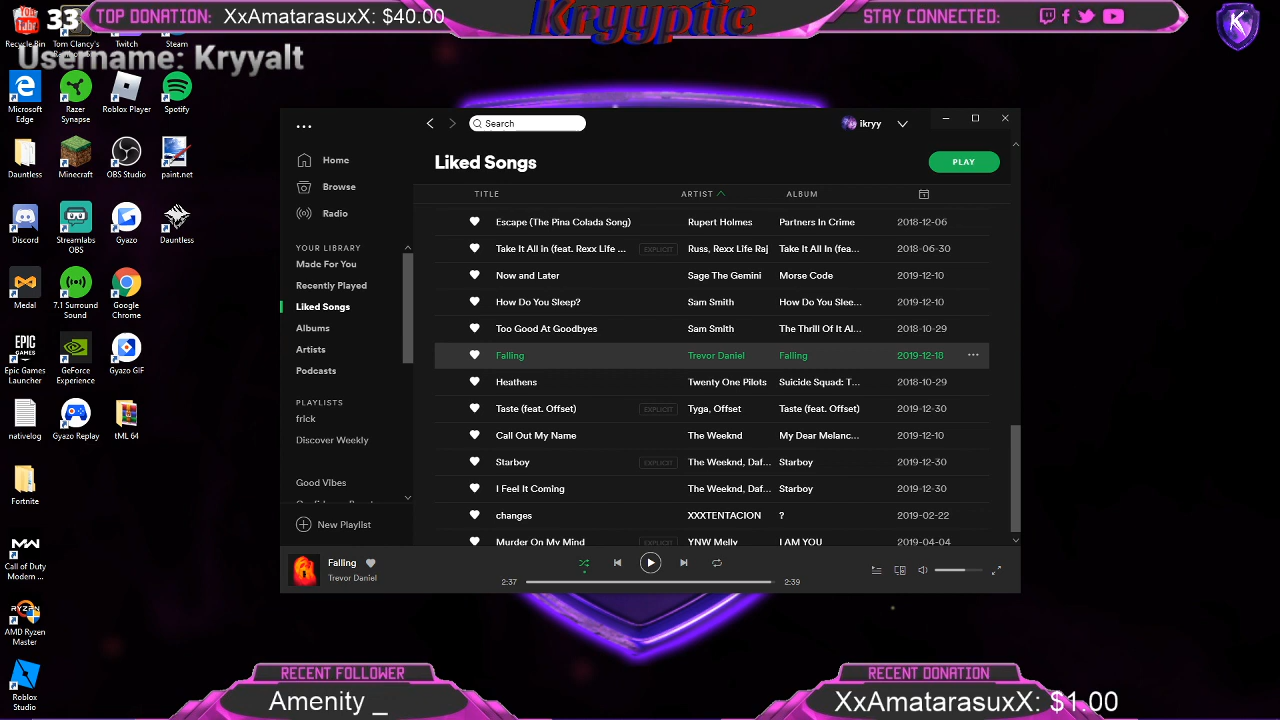 33
TOP DONATION: XxAmatarasuxX: $40.00
Kryyptic
STAY CONNECTED:
K
Recycle Bin
Twitch
Steam
Username: Kryyalt
Microsoft Edge
Razer Synapse
Roblox Player
Spotify
Dauntless
Minecraft
OBS Studio
paint.net
Discord
Streamlabs OBS
Gyazo
Dauntless
Medal
7.1 Surround Sound
Google Chrome
Epic Games Launcher
GeForce Experience
Gyazo GIF
nativelog
Gyazo Replay
tML 64
Fortnite
Call of Duty Modern ...
AMD Ryzen Master
Roblox Studio
Search
ikryy
Home
Browse
Radio
YOUR LIBRARY
Made For You
Recently Played
Liked Songs
Albums
Artists
Podcasts
PLAYLISTS
frick
Discover Weekly
Good Vibes
New Playlist
Liked Songs
PLAY
TITLE ARTIST ALBUM
Escape (The Pina Colada Song) Rupert Holmes Partners In Crime 2018-12-06
Take It All In (feat. Rexx Life ... EXPLICIT Russ, Rexx Life Raj Take It All In (fea... 2018-06-30
Now and Later Sage The Gemini Morse Code 2019-12-10
How Do You Sleep? Sam Smith How Do You Slee... 2019-12-10
Too Good At Goodbyes Sam Smith The Thrill Of It Al... 2018-10-29
Falling Trevor Daniel Falling 2019-12-18
Heathens Twenty One Pilots Suicide Squad: T... 2018-10-29
Taste (feat. Offset) EXPLICIT Tyga, Offset Taste (feat. Offset) 2019-12-30
Call Out My Name The Weeknd My Dear Melanc... 2019-12-10
Starboy EXPLICIT The Weeknd, Daf... Starboy 2019-12-30
I Feel It Coming The Weeknd, Daf... Starboy 2019-12-30
changes XXXTENTACION ? 2019-02-22
Murder On My Mind EXPLICIT YNW Melly I AM YOU 2019-04-04
Falling
Trevor Daniel
2:37
2:39
RECENT FOLLOWER
Amenity _
RECENT DONATION
XxAmatarasuxX: $1.00